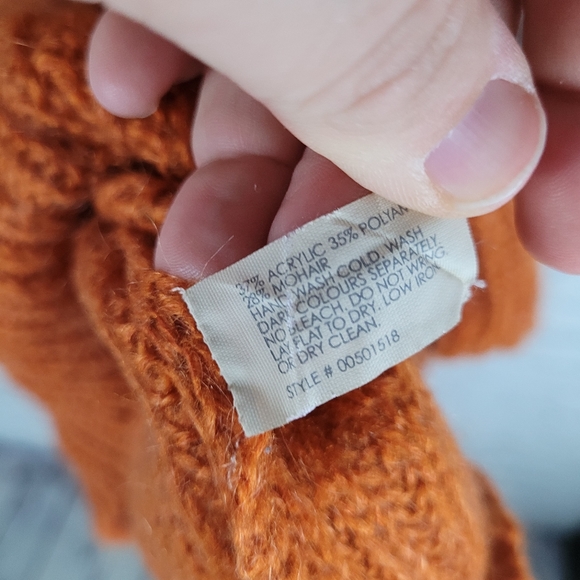 37% ACRYLIC, 35% POLYAM
28% MOHAIR
HAND WASH COLD. WASH
DARK COLOURS SEPARATELY
NO BLEACH. DO NOT WRING.
LAY FLAT TO DRY. LOW IRON
OR DRY CLEAN.
STYLE # 00501518